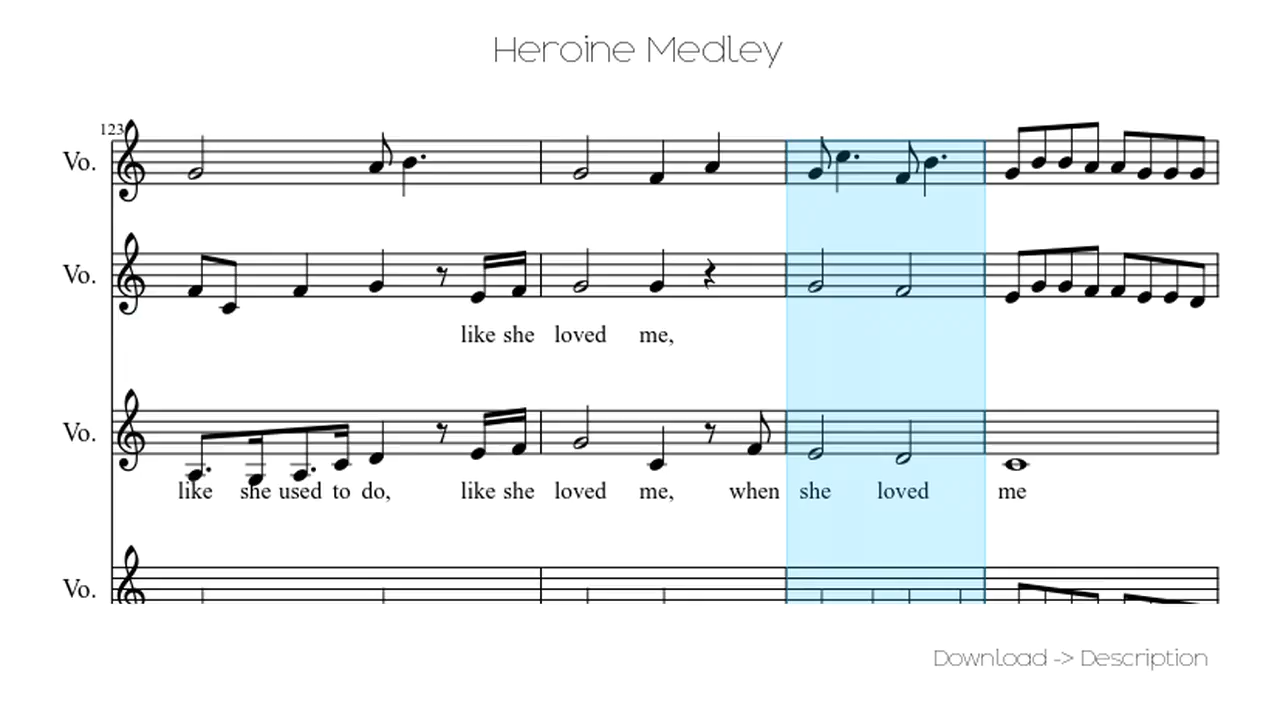 Heroine Medley
123
Vo.
Vo.
like she loved me,
Vo.
like she used to do, like she loved me, when she loved me
Vo.
Download -> Description